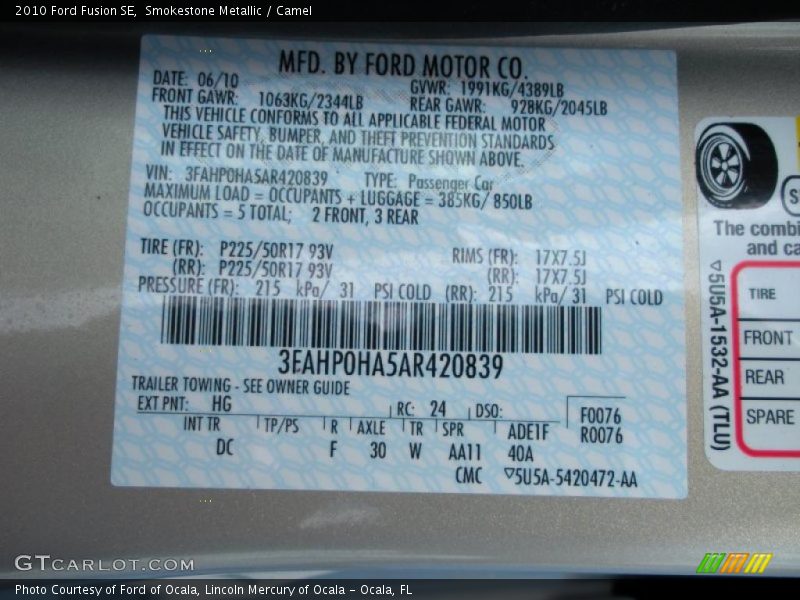 2010 Ford Fusion SE, Smokestone Metallic / Camel
MFD. BY FORD MOTOR CO.
DATE: 06/10
GVWR: 1991KG/4389LB
FRONT GAWR: 1063KG/2344LB
REAR GAWR: 928KG/2045LB
THIS VEHICLE CONFORMS TO ALL APPLICABLE FEDERAL MOTOR
VEHICLE SAFETY, BUMPER, AND THEFT PREVENTION STANDARDS
IN EFFECT ON THE DATE OF MANUFACTURE SHOWN ABOVE.
VIN: 3FAHP0HA5AR420839 TYPE: Passenger Car
MAXIMUM LOAD = OCCUPANTS + LUGGAGE = 385KG/ 850LB
OCCUPANTS = 5 TOTAL; 2 FRONT, 3 REAR
TIRE (FR): P225/50R17 93V RIMS (FR): 17X7.5J
(RR): P225/50R17 93V (RR): 17X7.5J
PRESSURE (FR): 215 kPa/ 31 PSI COLD (RR): 215 kPa/ 31 PSI COLD
3FAHP0HA5AR420839
TRAILER TOWING - SEE OWNER GUIDE
EXT PNT: HG RC: 24 DSO:
F0076
R0076
INT TR TP/PS R AXLE TR SPR ADE1F
DC F 30 W AA11 40A
CMC ▽5U5A-5420472-AA
The combi
and ca
▽5U5A-1532-AA (TLU)
TIRE
FRONT
REAR
SPARE
GTCARLOT.COM
Photo Courtesy of Ford of Ocala, Lincoln Mercury of Ocala - Ocala, FL